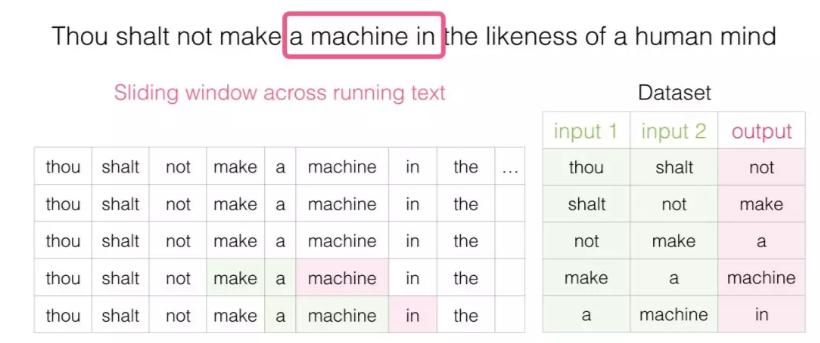 Thou shalt not make a machine in the likeness of a human mind
Sliding window across running text
thou shalt not make a machine in the ...
thou shalt not make a machine in the
thou shalt not make a machine in the
thou shalt not make a machine in the
thou shalt not make a machine in the
Dataset
input 1 input 2 output
thou shalt not
shalt not make
not make a
make a machine
a machine in